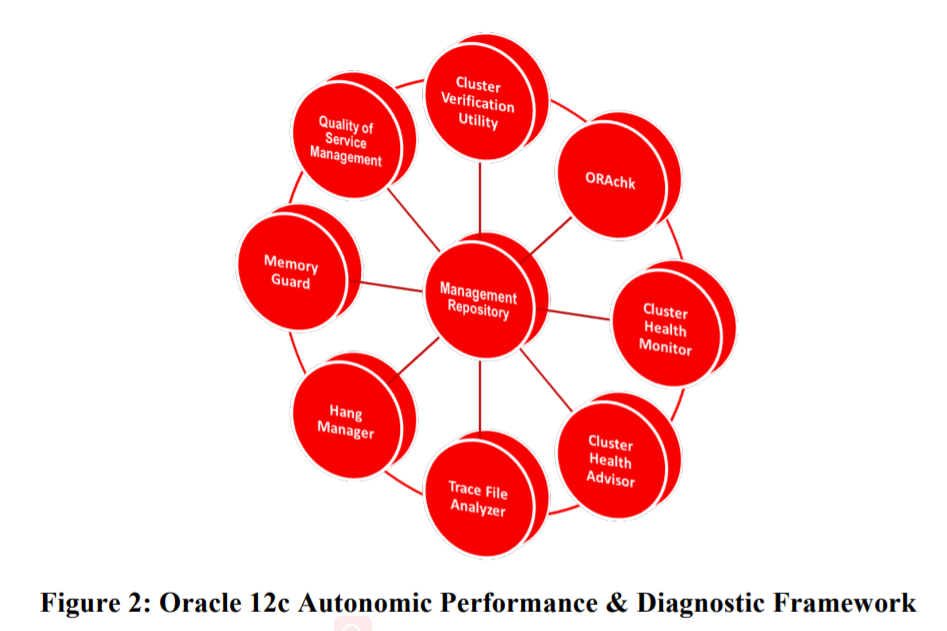 Cluster
Verification
Utility
Quality of
Service
Management
ORAchk
Memory
Guard
Management
Repository
Cluster
Health
Monitor
Hang
Manager
Cluster
Health
Advisor
Trace File
Analyzer
Figure 2: Oracle 12c Autonomic Performance & Diagnostic Framework